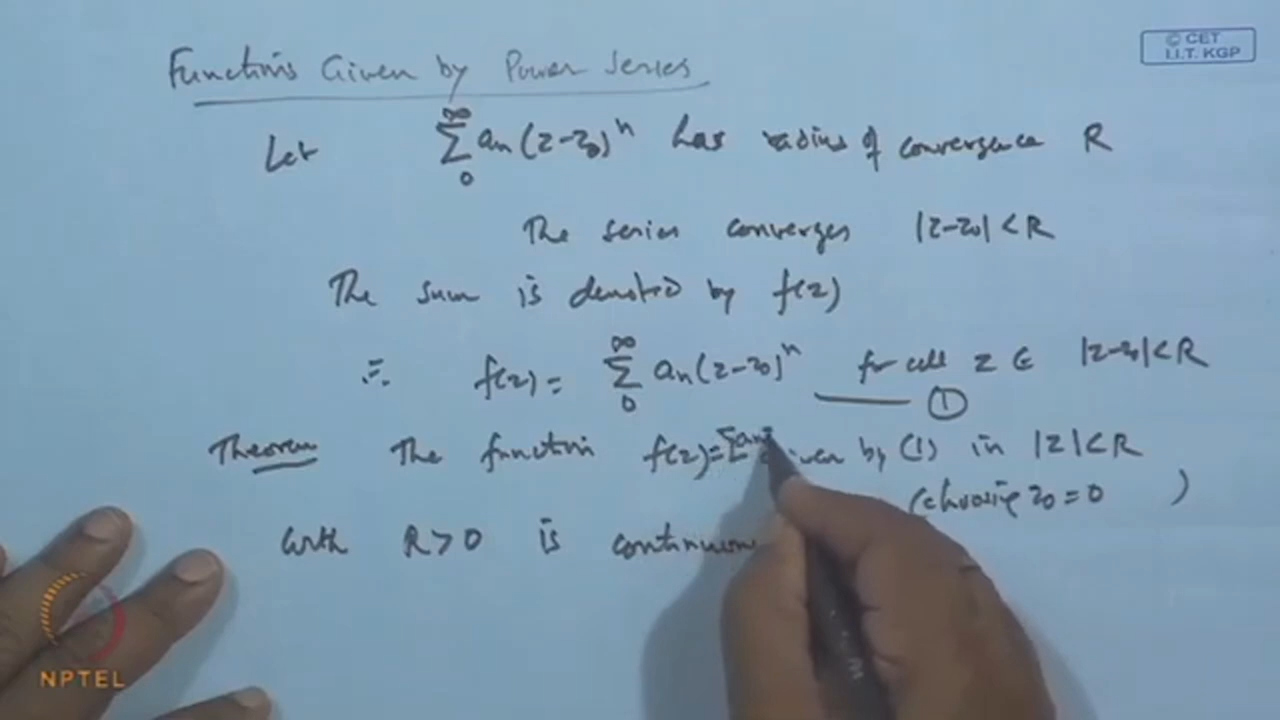 Functions Given by Power Series
© CET
I.I.T. KGP
Let ∑₀^∞ aₙ(z-z₀)ⁿ has radius of convergence R
The series converges |z-z₀|<R
The sum is denoted by f(z)
∴ f(z) = ∑₀^∞ aₙ(z-z₀)ⁿ for all z ∈ |z-z₀|<R
①
Theorem The function f(z)=∑aₙ given by (1) in |z|<R
(choosing z₀=0 )
with R>0 is continuous
NPTEL